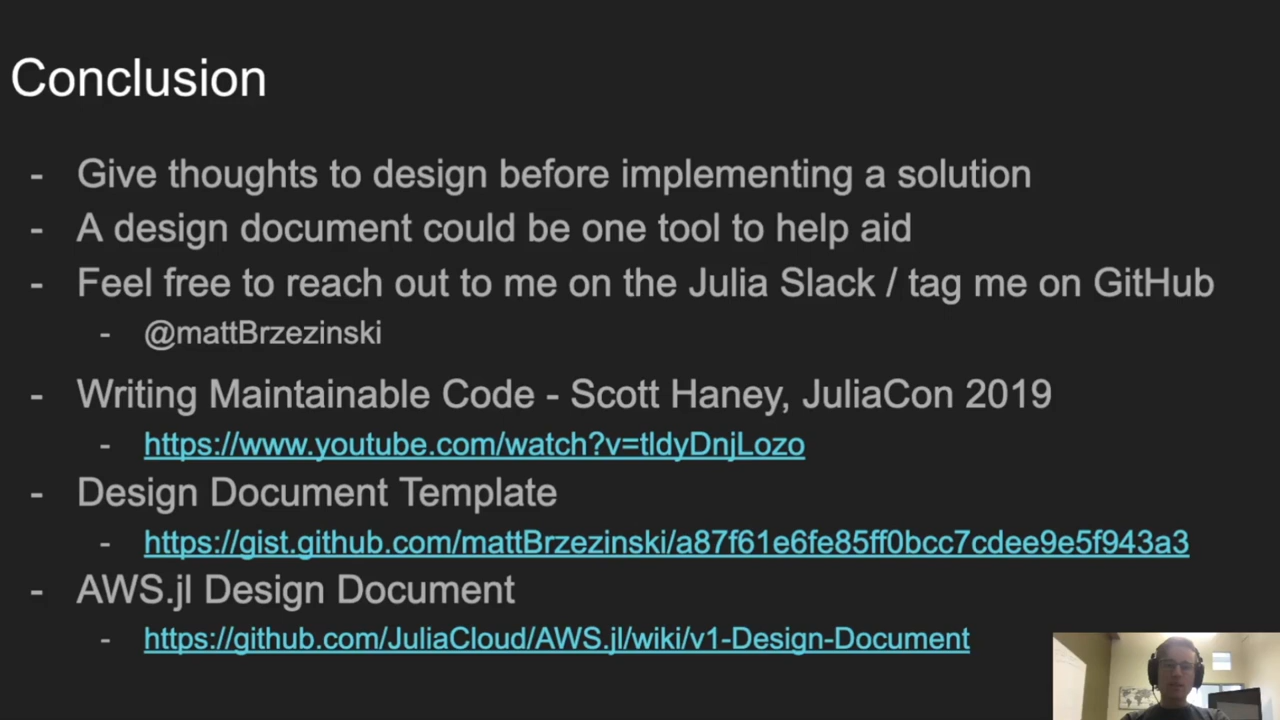 Conclusion
- Give thoughts to design before implementing a solution
- A design document could be one tool to help aid
- Feel free to reach out to me on the Julia Slack / tag me on GitHub
- @mattBrzezinski
- Writing Maintainable Code - Scott Haney, JuliaCon 2019
- https://www.youtube.com/watch?v=tldyDnjLozo
- Design Document Template
- https://gist.github.com/mattBrzezinski/a87f61e6fe85ff0bcc7cdee9e5f943a3
- AWS.jl Design Document
- https://github.com/JuliaCloud/AWS.jl/wiki/v1-Design-Document